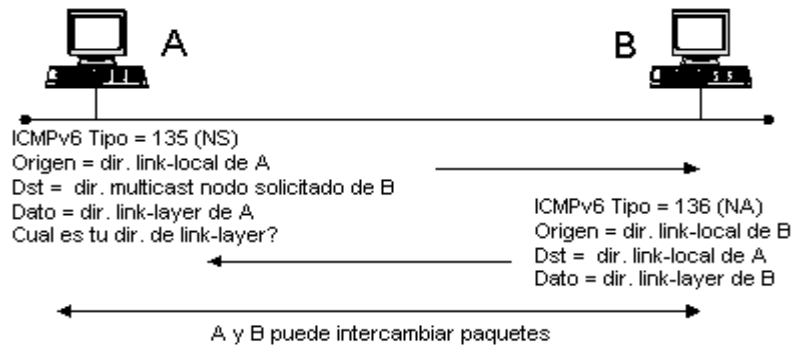 A
B
ICMPv6 Tipo = 135 (NS)
Origen = dir. link-local de A
Dst = dir. multicast nodo solicitado de B
Dato = dir. link-layer de A
Cual es tu dir. de link-layer?
ICMPv6 Tipo = 136 (NA)
Origen = dir. link-local de B
Dst = dir. link-local de A
Dato = dir. link-layer de B
A y B puede intercambiar paquetes